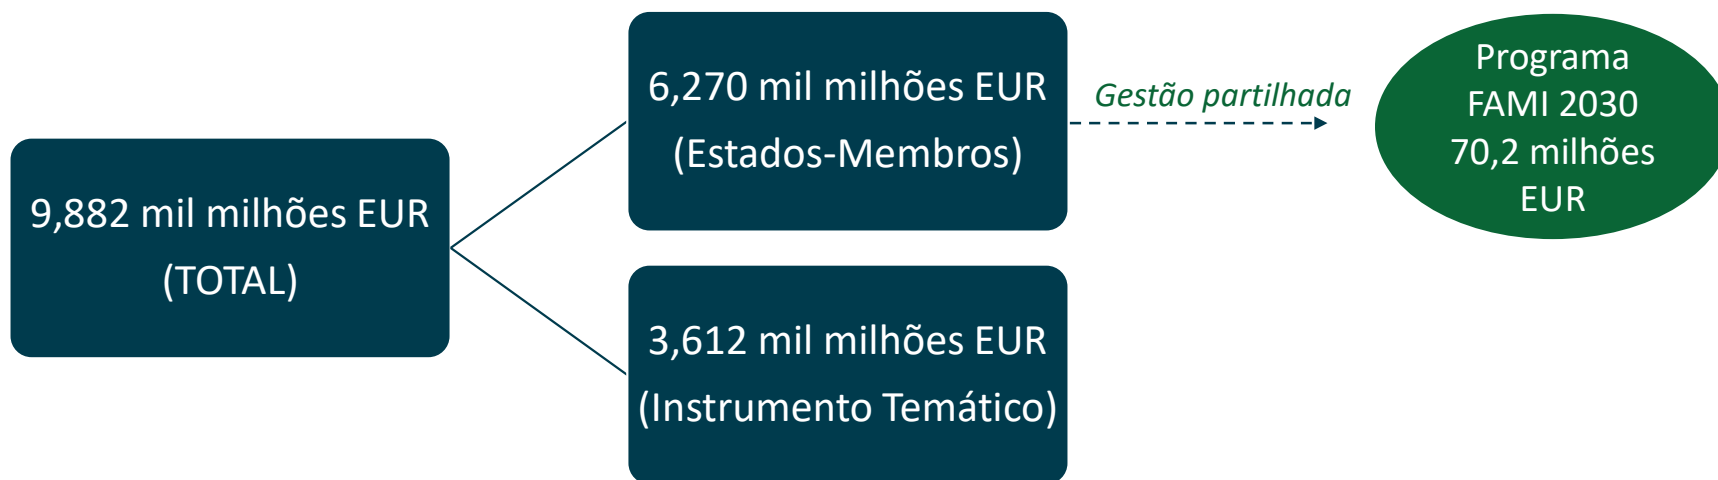 9,882 mil milhões EUR
(TOTAL)
6,270 mil milhões EUR
(Estados-Membros)
Gestão partilhada
Programa
FAMI 2030
70,2 milhões
EUR
3,612 mil milhões EUR
(Instrumento Temático)